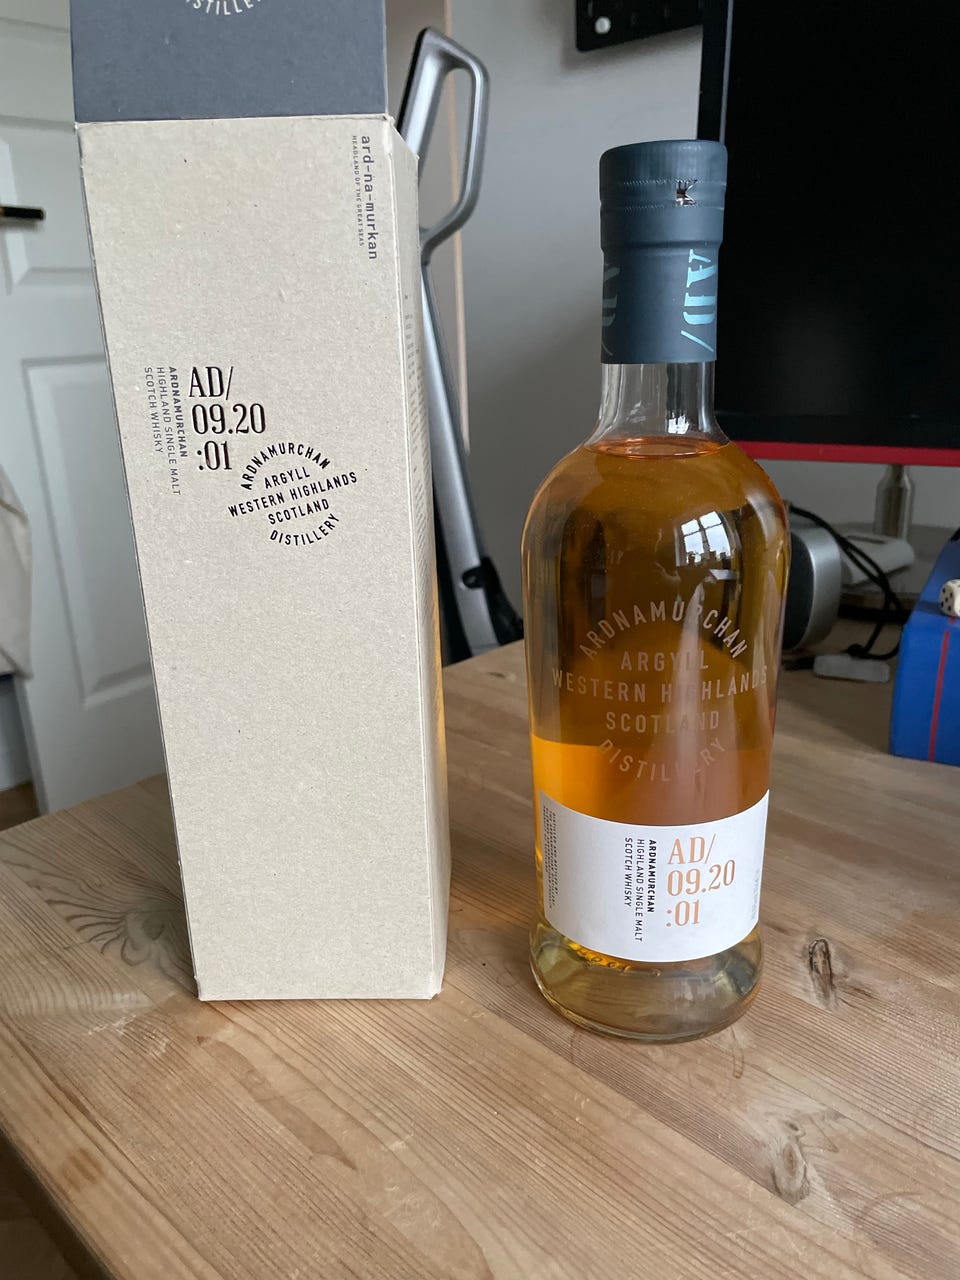 DISTILLERY
ard-na-murkan
HEADLAND OF THE GREAT SEAS
AD/
09.20
:01
ARDNAMURCHAN
HIGHLAND SINGLE MALT
SCOTCH WHISKY
ARDNAMURCHAN
ARGYLL
WESTERN HIGHLANDS
SCOTLAND
DISTILLERY
AD/
ARDNAMURCHAN
ARGYLL
WESTERN HIGHLANDS
SCOTLAND
DISTILLERY
ARDNAMURCHAN
HIGHLAND SINGLE MALT
SCOTCH WHISKY
AD/
09.20
:01